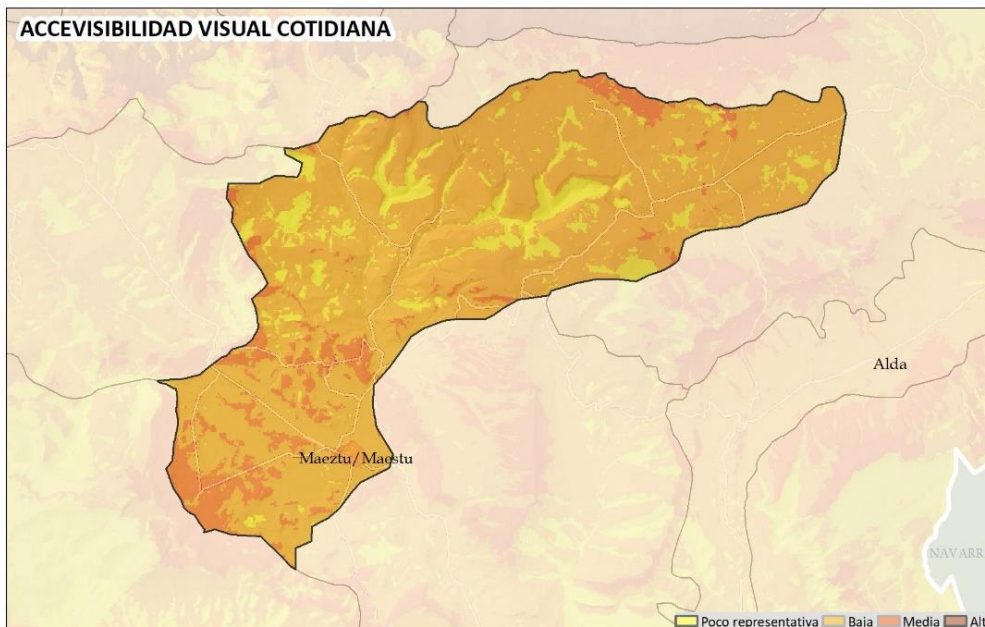 ACCEVISIBILIDAD VISUAL COTIDIANA
Alda
Maeztu/Maestu
NAVARR
Poco representativa Baja Media Alt